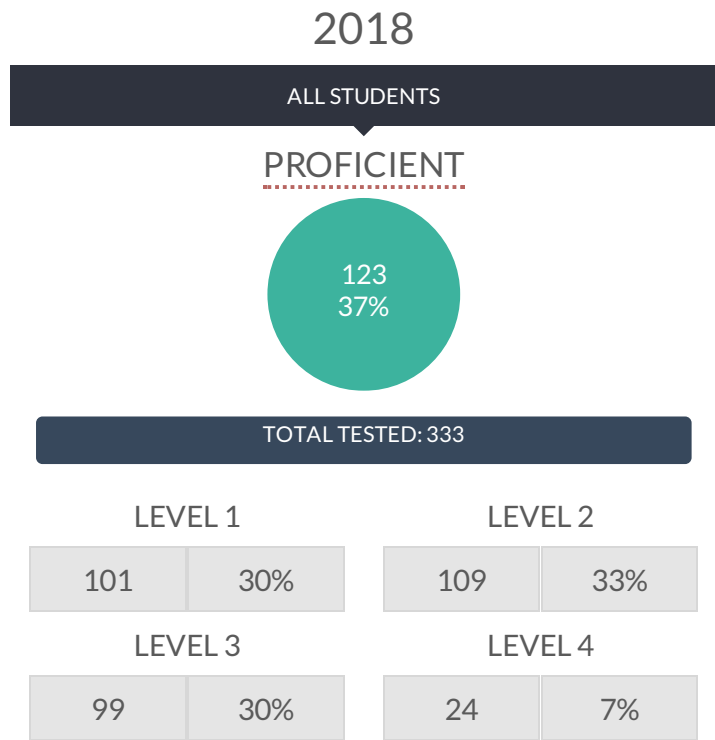 2018
ALL STUDENTS
PROFICIENT
123
37%
TOTAL TESTED: 333
LEVEL 1 LEVEL 2
101 30% 109 33%
LEVEL 3 LEVEL 4
99 30% 24 7%